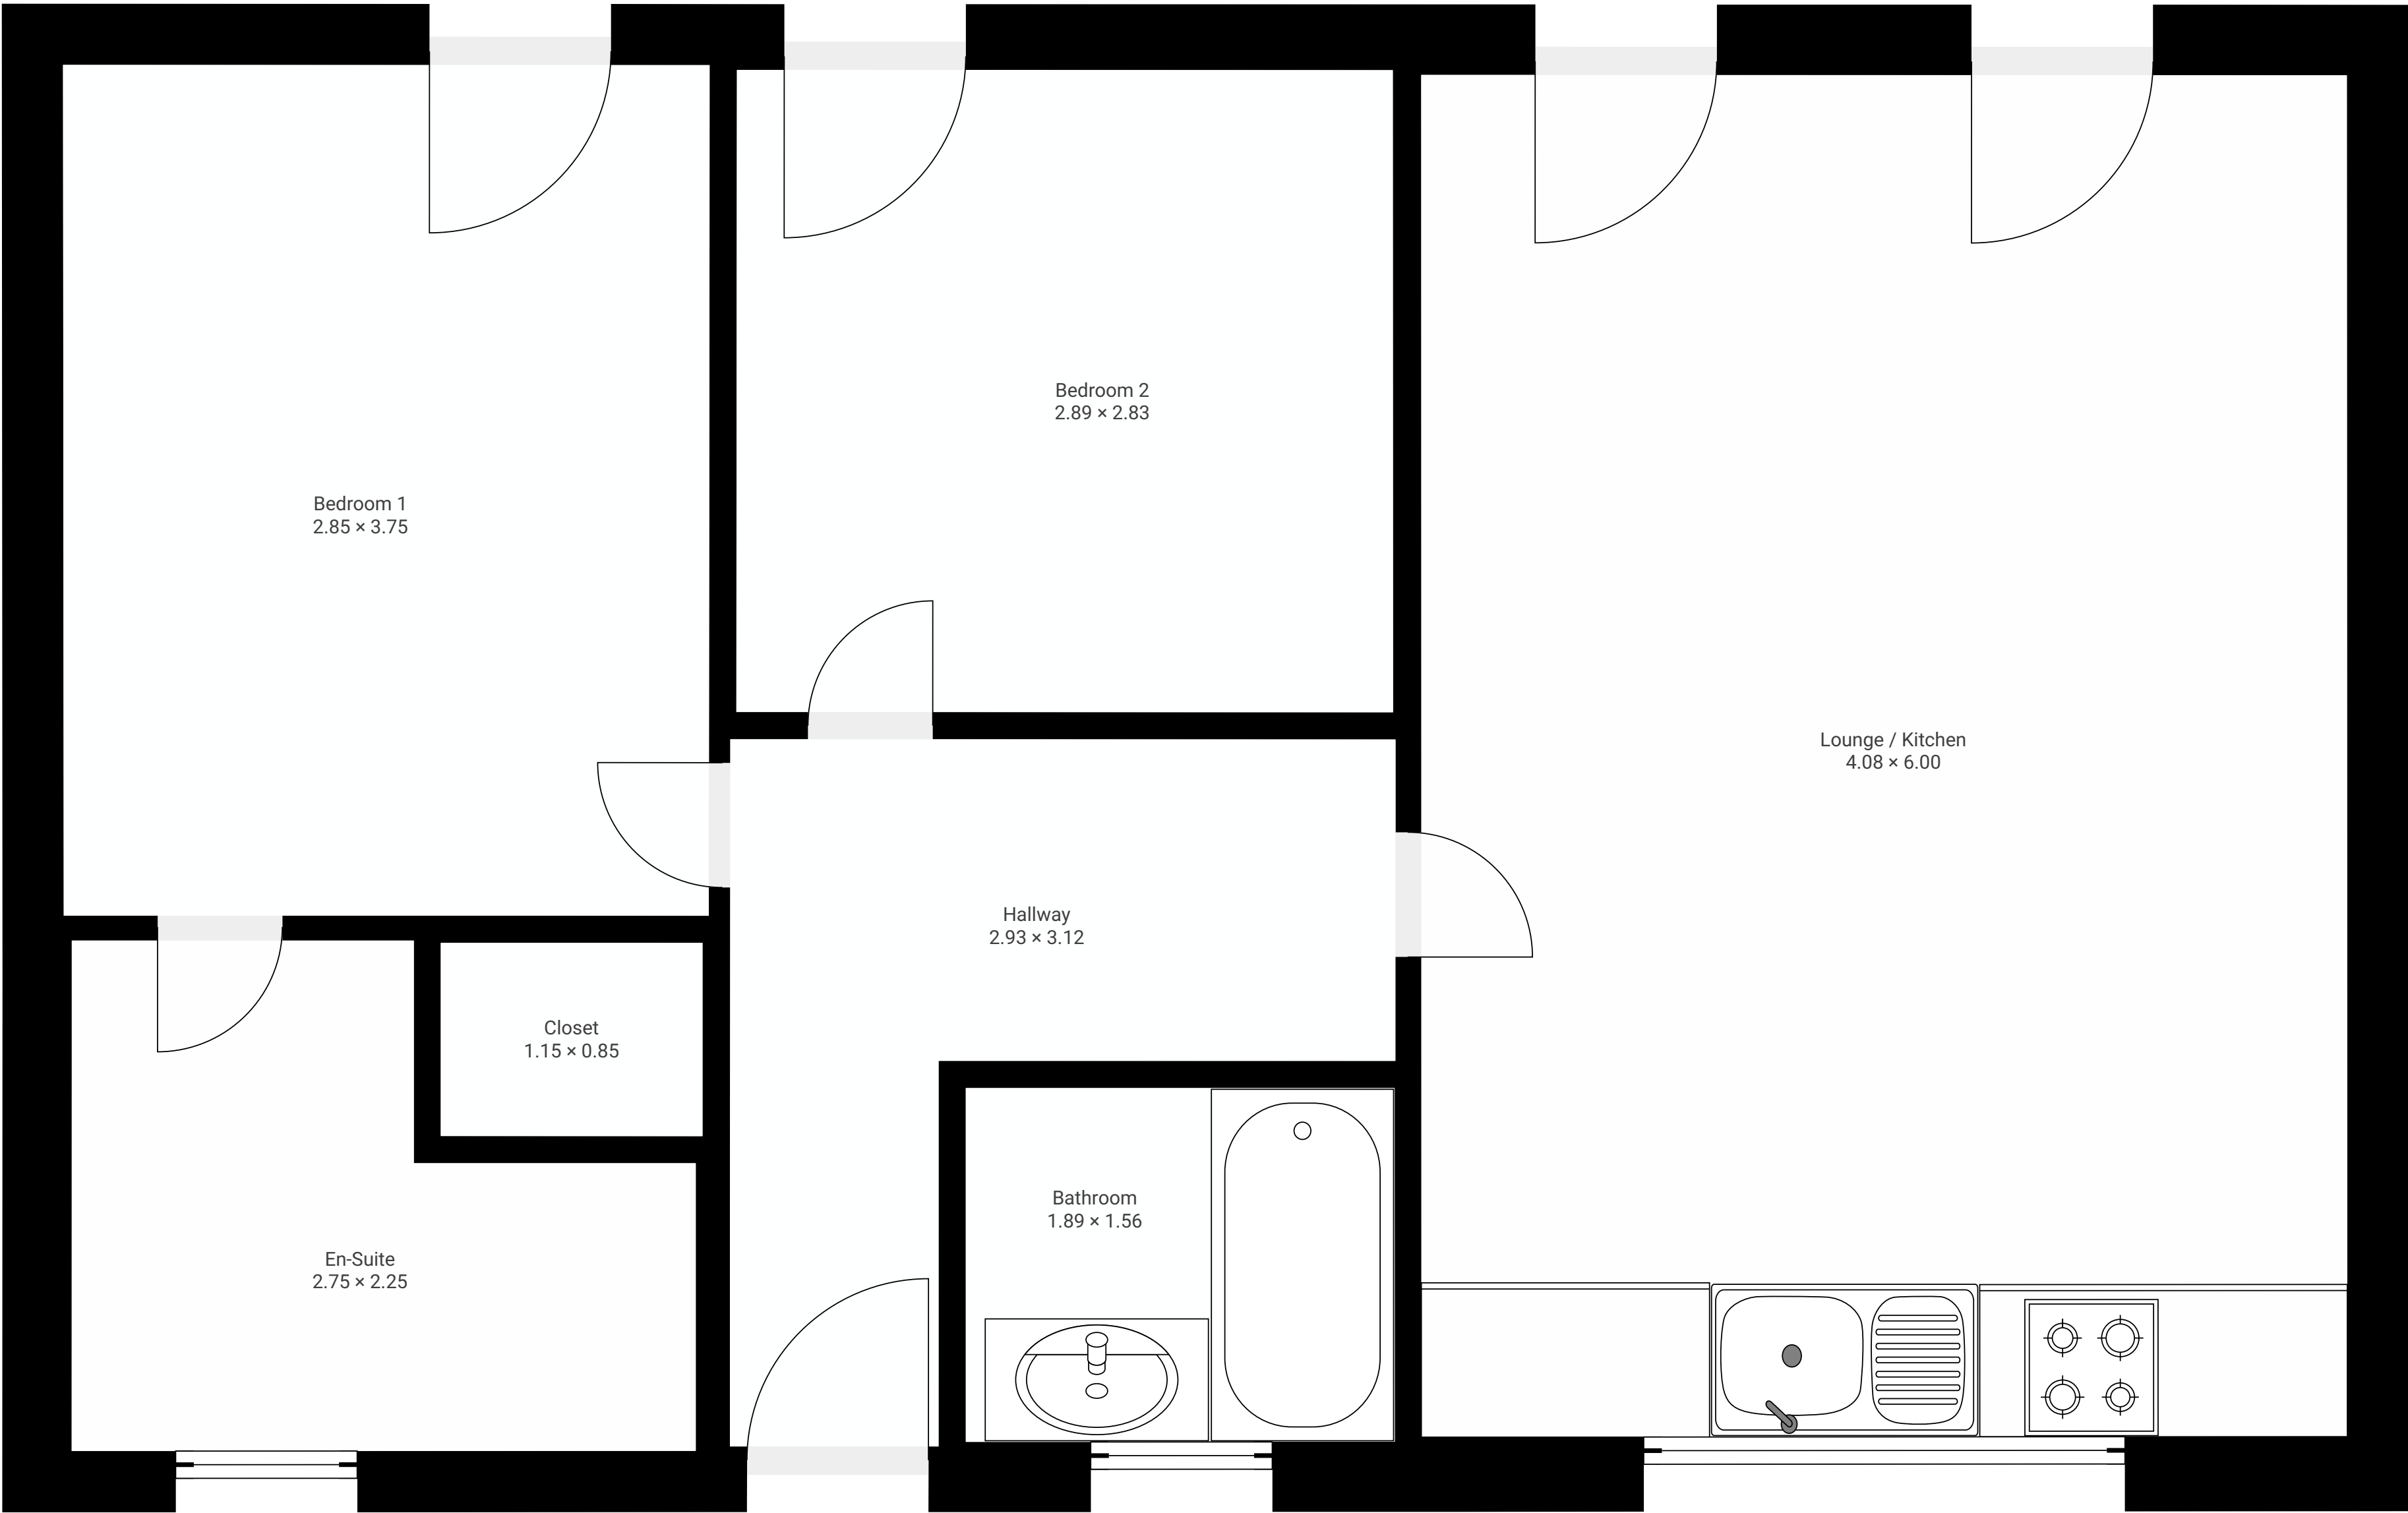 Bedroom 1
2.85 × 3.75
Bedroom 2
2.89 × 2.83
Lounge / Kitchen
4.08 × 6.00
Hallway
2.93 × 3.12
Closet
1.15 × 0.85
Bathroom
1.89 × 1.56
En-Suite
2.75 × 2.25